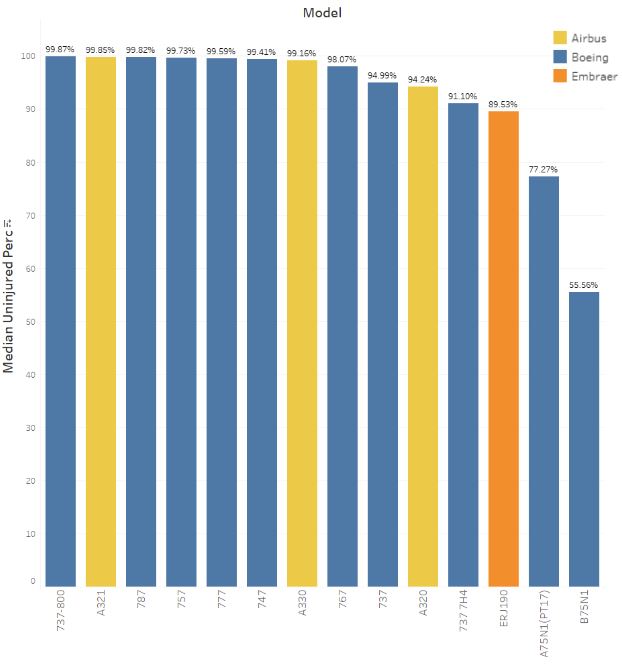 Model
Airbus
Boeing
Embraer
99.87%
99.85%
99.82%
99.73%
99.59%
99.41%
99.16%
98.07%
94.99%
94.24%
91.10%
89.53%
77.27%
55.56%
Median Uninjured Perc
100
90
80
70
60
50
40
30
20
10
0
737-800
A321
787
757
777
747
A330
767
737
A320
737 7H4
ERJ190
A75N1(PT17)
B75N1